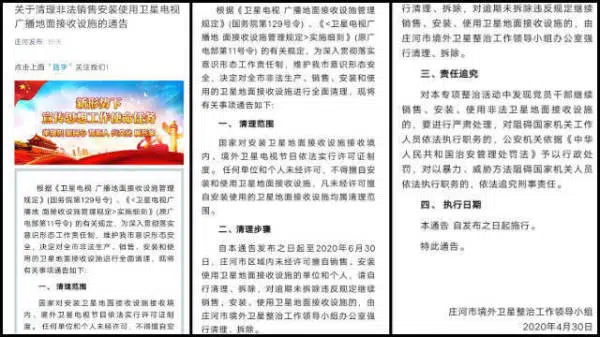 关于清理非法销售安装使用卫星电视
广播地面接收设施的通告
庄河发布 昨天
点击上面“蓝字”关注我们！
新形势下
宣传思想工作使命任务
举旗帜 聚民心 育新人 兴文化 展形象
根据《卫星电视 广播地面接收设施管理
规定》(国务院第129号令) 、《<卫星电视
广播地 面接收设施管理规定>实施细则》(原广
电部第11号令) 的有关规定，为深入贯彻落实
意识形态工作责任制，维护我市意识形态安
全，决定对全市非法生产、销售、安装和使
用的卫星地面接收设施进行全面清理，现将
有关事项通告如下：
一、清理范围
国家对安装卫星地面接收设施接收境
内、境外卫星电视节目依法实行许可证制
度。 任何单位和个人未经许可，不得擅自安
根据《卫星电视 广播地面接收设施管理
规定》(国务院第129号令) 、《<卫星电视
广播地 面接收设施管理规定>实施细则》(原广
电部第11号令) 的有关规定，为深入贯彻落实
意识形态工作责任制，维护我市意识形态安
全，决定对全市非法生产、销售、安装和使
用的卫星地面接收设施进行全面清理，现将
有关事项通告如下：
一、清理范围
国家对安装卫星地面接收设施接收境
内、境外卫星电视节目依法实行许可证制
度。 任何单位和个人未经许可，不得擅自安
装和使用的卫星地面接收设施，凡未经许可擅
自安装使用的卫星地面接收设施均属清理范
围。
二、清理步骤
自本通告发布之日起至2020年6月30
日，庄河市区域内未经许可擅自销售、安装
使用卫星地面接收设施的单位和个人，请自
行清理、拆除，对逾期未拆除违反规定继续
销售、安装、使用卫星地面接收设施的，由
庄河市境外卫星整治工作领导小组办公室强
行清理、拆除。
行清理、拆除，对逾期未拆除违反规定继续
销售、安装、使用卫星地面接收设施的，由
庄河市境外卫星整治工作领导小组办公室强
行清理、拆除。
三、责任追究
对本专项整治活动中发现党员干部继续
销售、安装、使用非法卫星地面接收设施
的，要进行严肃处理，对阻碍国家机关工作
人员依法执行职务的，公安机关依据《中华
人民共和国治安管理处罚法》予以行政处
罚，对以暴力、威胁方法阻碍国家机关人员
依法执行职务的，依法追究刑事责任。
四、执行日期
本通告 自发布之日起施行。
特此通告。
庄河市境外卫星整治工作领导小组
2020年4月30日